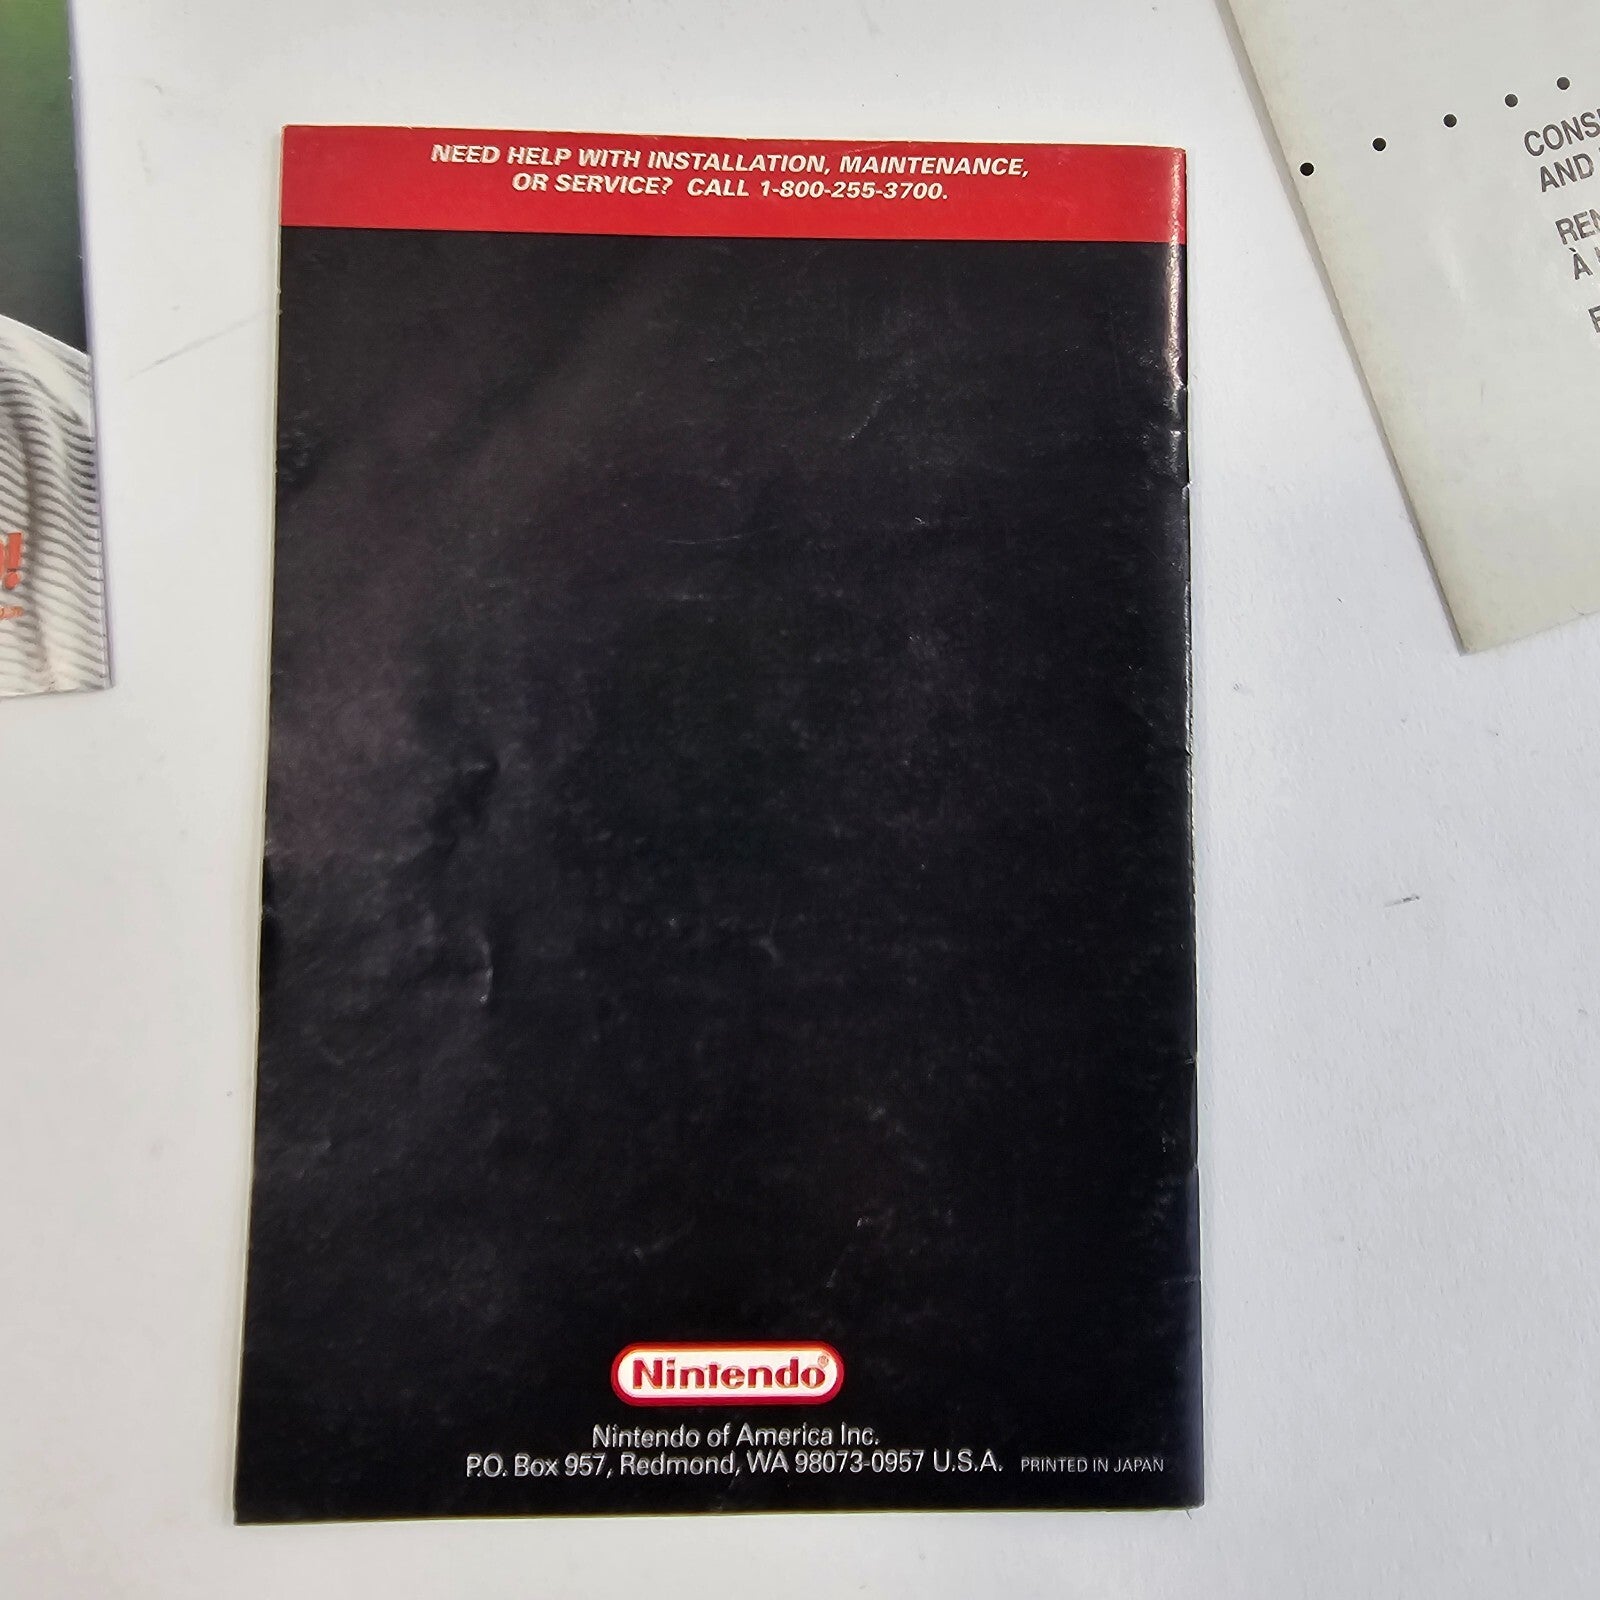 NEED HELP WITH INSTALLATION, MAINTENANCE,
OR SERVICE? CALL 1-800-255-3700.
Nintendo®
Nintendo of America Inc.
P.O. Box 957, Redmond, WA 98073-0957 U.S.A. PRINTED IN JAPAN
AND
À